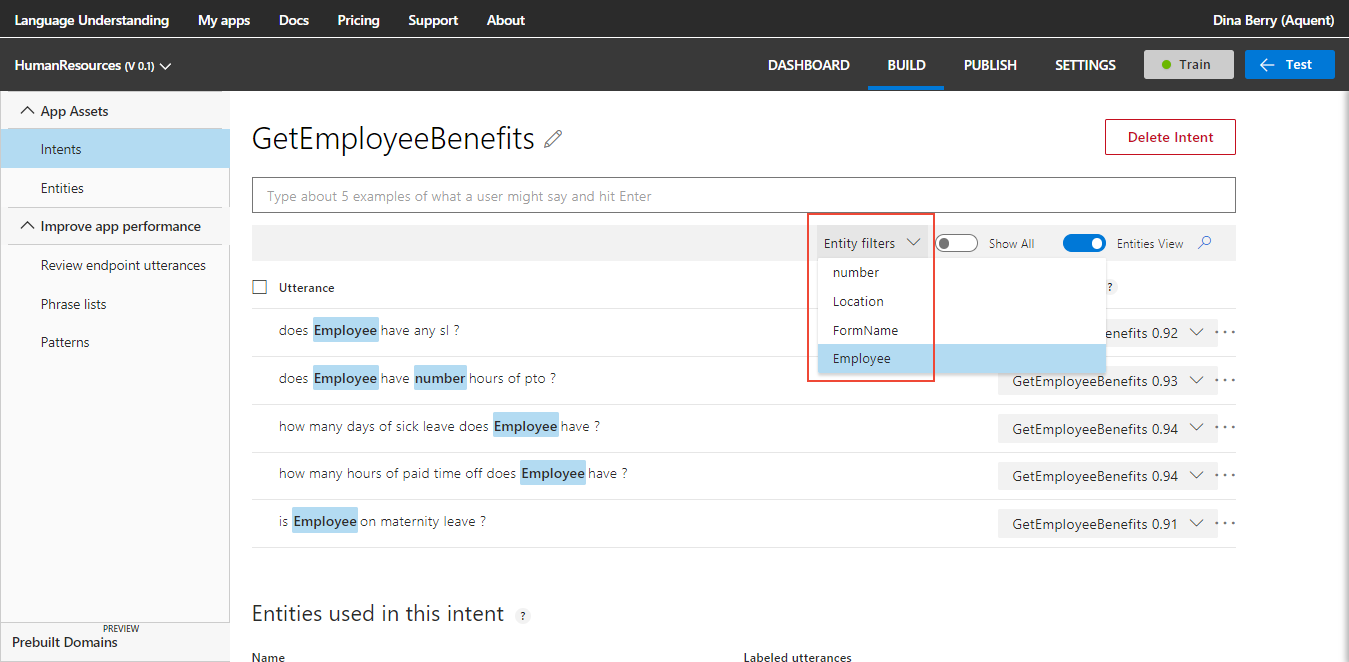 Language Understanding My apps Docs Pricing Support About Dina Berry (Aquent)
HumanResources (V 0.1) DASHBOARD BUILD PUBLISH SETTINGS Train Test
App Assets
Intents
Entities
Improve app performance
Review endpoint utterances
Phrase lists
Patterns
PREVIEW
Prebuilt Domains
GetEmployeeBenefits Delete Intent
Type about 5 examples of what a user might say and hit Enter
Entity filters Show All Entities View
number
Location
FormName
Employee
Utterance ?
does Employee have any sl ? enefits 0.92 ...
does Employee have number hours of pto ? GetEmployeeBenefits 0.93 ...
how many days of sick leave does Employee have ? GetEmployeeBenefits 0.94 ...
how many hours of paid time off does Employee have ? GetEmployeeBenefits 0.94 ...
is Employee on maternity leave ? GetEmployeeBenefits 0.91 ...
Entities used in this intent ?
Name Labeled utterances